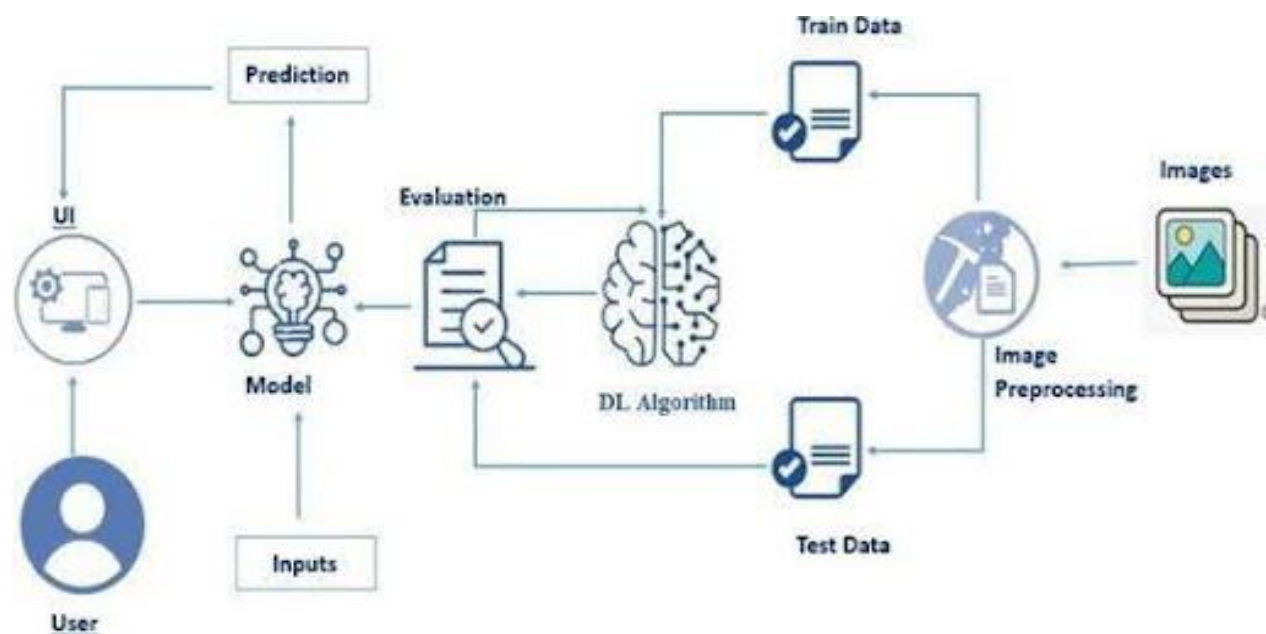 Train Data
Prediction
Images
Evaluation
UI
Image
Preprocessing
Model
DL Algorithm
Test Data
Inputs
User